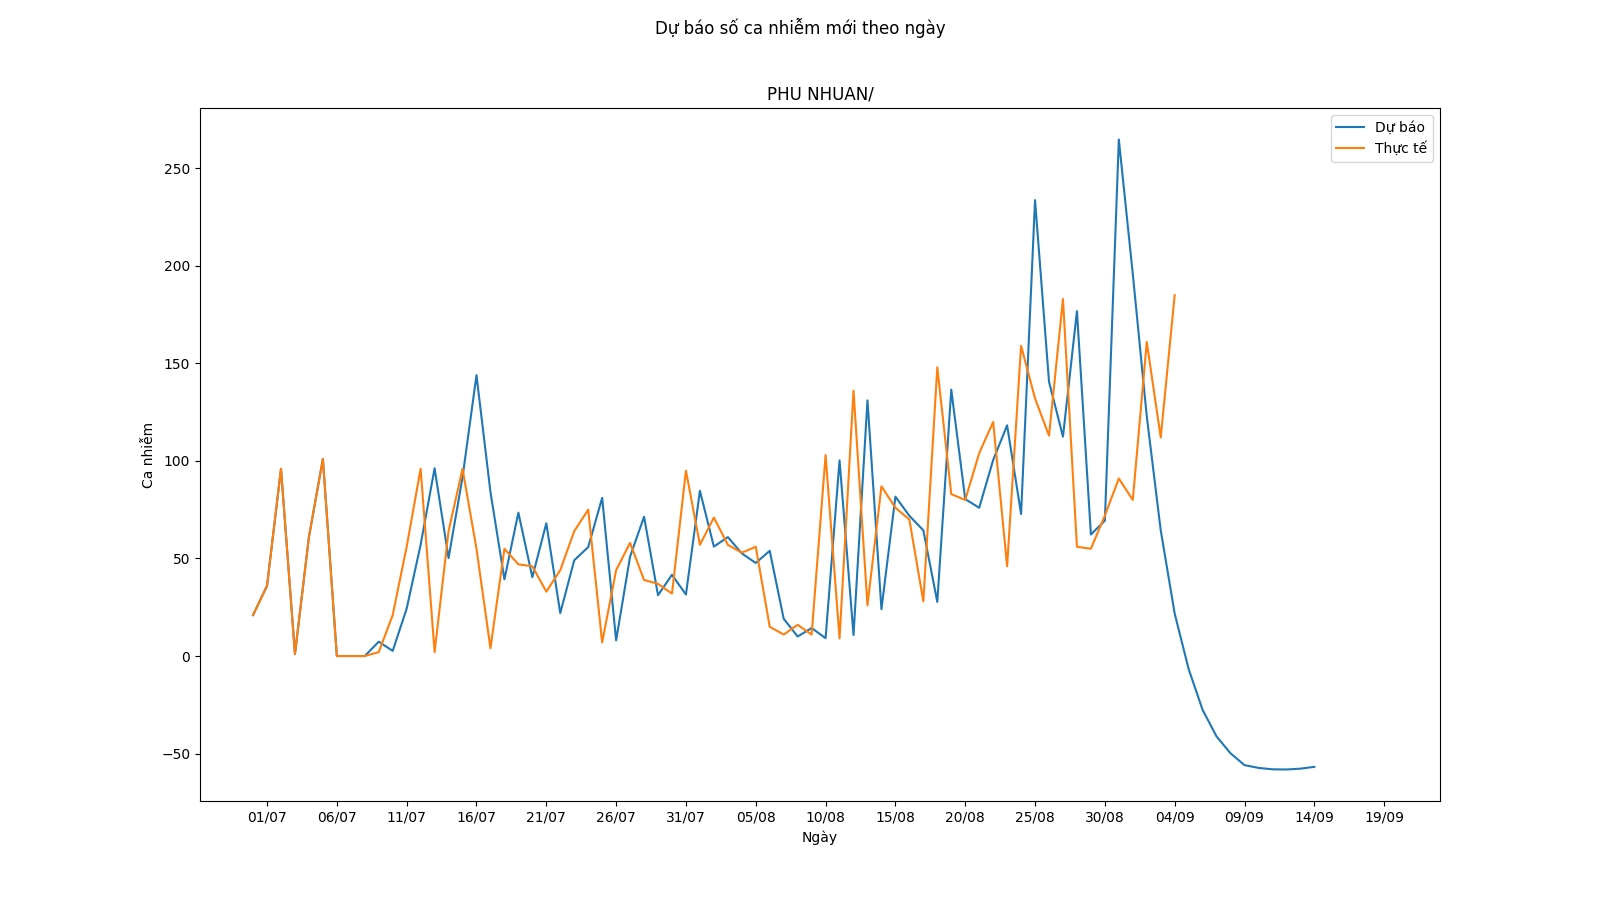 Dự báo số ca nhiễm mới theo ngày
PHU NHUAN/
Dự báo
Thực tế
250
200
150
100
50
0
−50
Ca nhiễm
01/07 06/07 11/07 16/07 21/07 26/07 31/07 05/08 10/08 15/08 20/08 25/08 30/08 04/09 09/09 14/09 19/09
Ngày